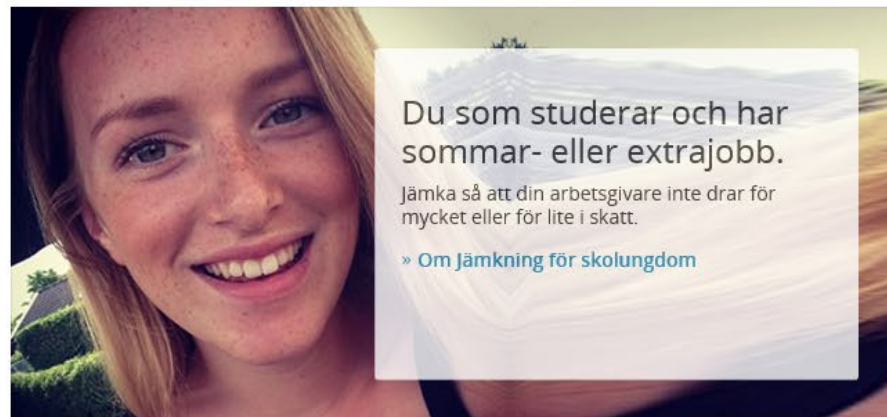 Du som studerar och har
sommar- eller extrajobb.
Jämka så att din arbetsgivare inte drar för
mycket eller för lite i skatt.
» Om Jämkning för skolungdom